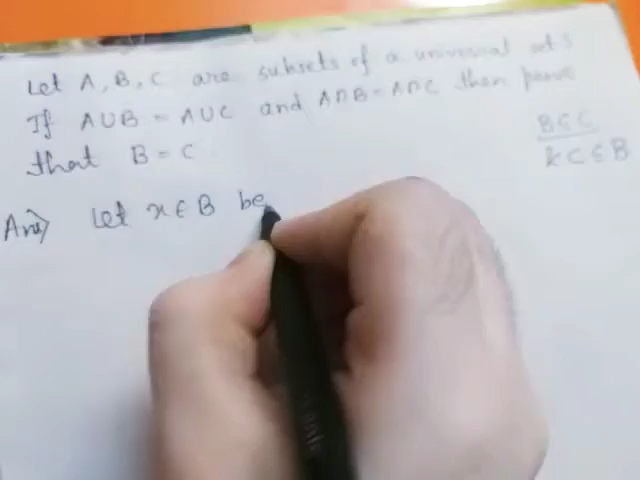 Let A, B, C are subsets of a universal set S
If A∪B = A∪C and A∩B = A∩C then prove
that B = C
B⊆C
& C⊆B
Ans⟩ Let x∈B be